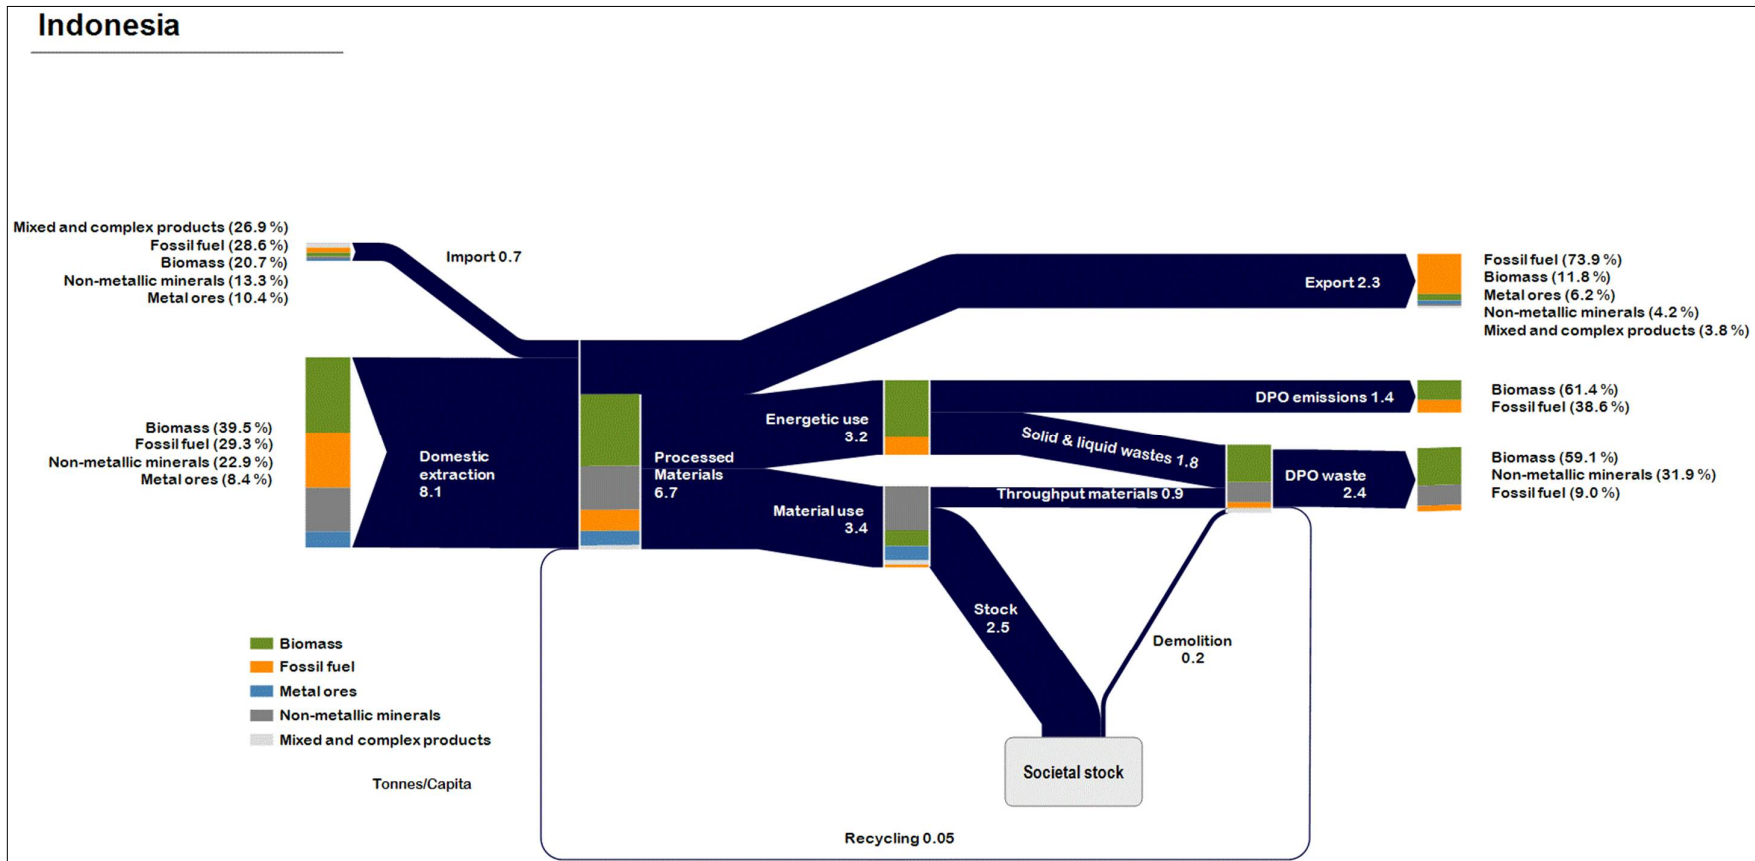 Indonesia
Mixed and complex products (26.9 %)
Fossil fuel (28.6 %)
Biomass (20.7 %)
Non-metallic minerals (13.3 %)
Metal ores (10.4 %)
Import 0.7
Export 2.3
Fossil fuel (73.9 %)
Biomass (11.8 %)
Metal ores (6.2 %)
Non-metallic minerals (4.2 %)
Mixed and complex products (3.8 %)
Biomass (39.5 %)
Fossil fuel (29.3 %)
Non-metallic minerals (22.9 %)
Metal ores (8.4 %)
Domestic
extraction
8.1
Processed
Materials
6.7
Energetic use
3.2
Material use
3.4
DPO emissions 1.4
Biomass (61.4 %)
Fossil fuel (38.6 %)
Solid & liquid wastes 1.8
Throughput materials 0.9
DPO waste
2.4
Biomass (59.1 %)
Non-metallic minerals (31.9 %)
Fossil fuel (9.0 %)
Stock
2.5
Demolition
0.2
Societal stock
Biomass
Fossil fuel
Metal ores
Non-metallic minerals
Mixed and complex products
Tonnes/Capita
Recycling 0.05